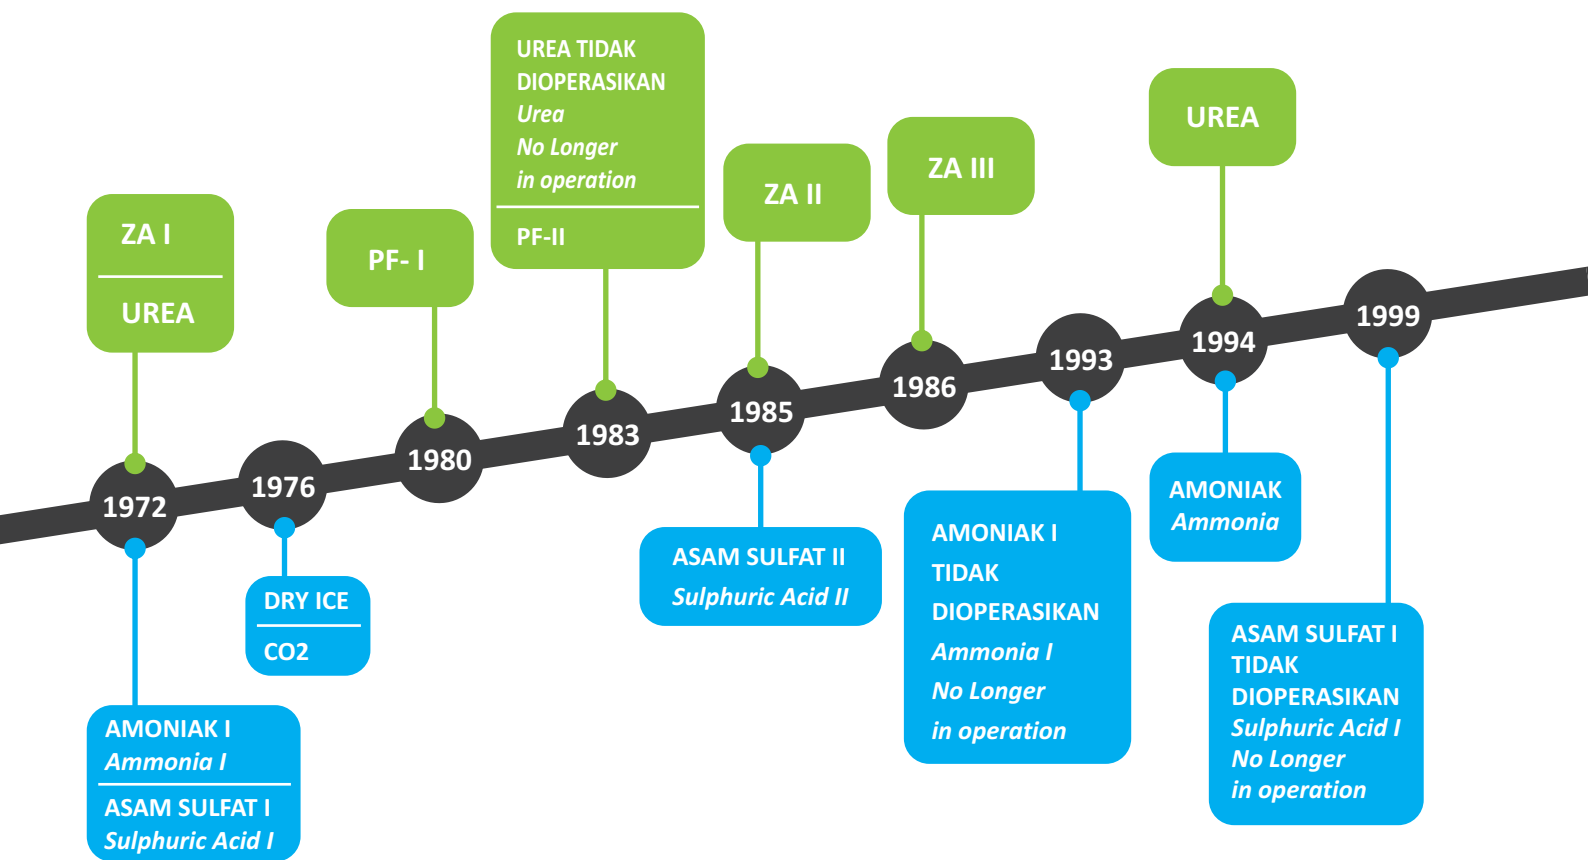 ZA I
UREA
1972
AMONIAK I
Ammonia I
ASAM SULFAT I
Sulphuric Acid I
1976
DRY ICE
CO2
PF- I
1980
UREA TIDAK
DIOPERASIKAN
Urea
No Longer
in operation
PF-II
1983
ZA II
1985
ASAM SULFAT II
Sulphuric Acid II
ZA III
1986
1993
AMONIAK I
TIDAK
DIOPERASIKAN
Ammonia I
No Longer
in operation
UREA
1994
AMONIAK
Ammonia
1999
ASAM SULFAT I
TIDAK
DIOPERASIKAN
Sulphuric Acid I
No Longer
in operation